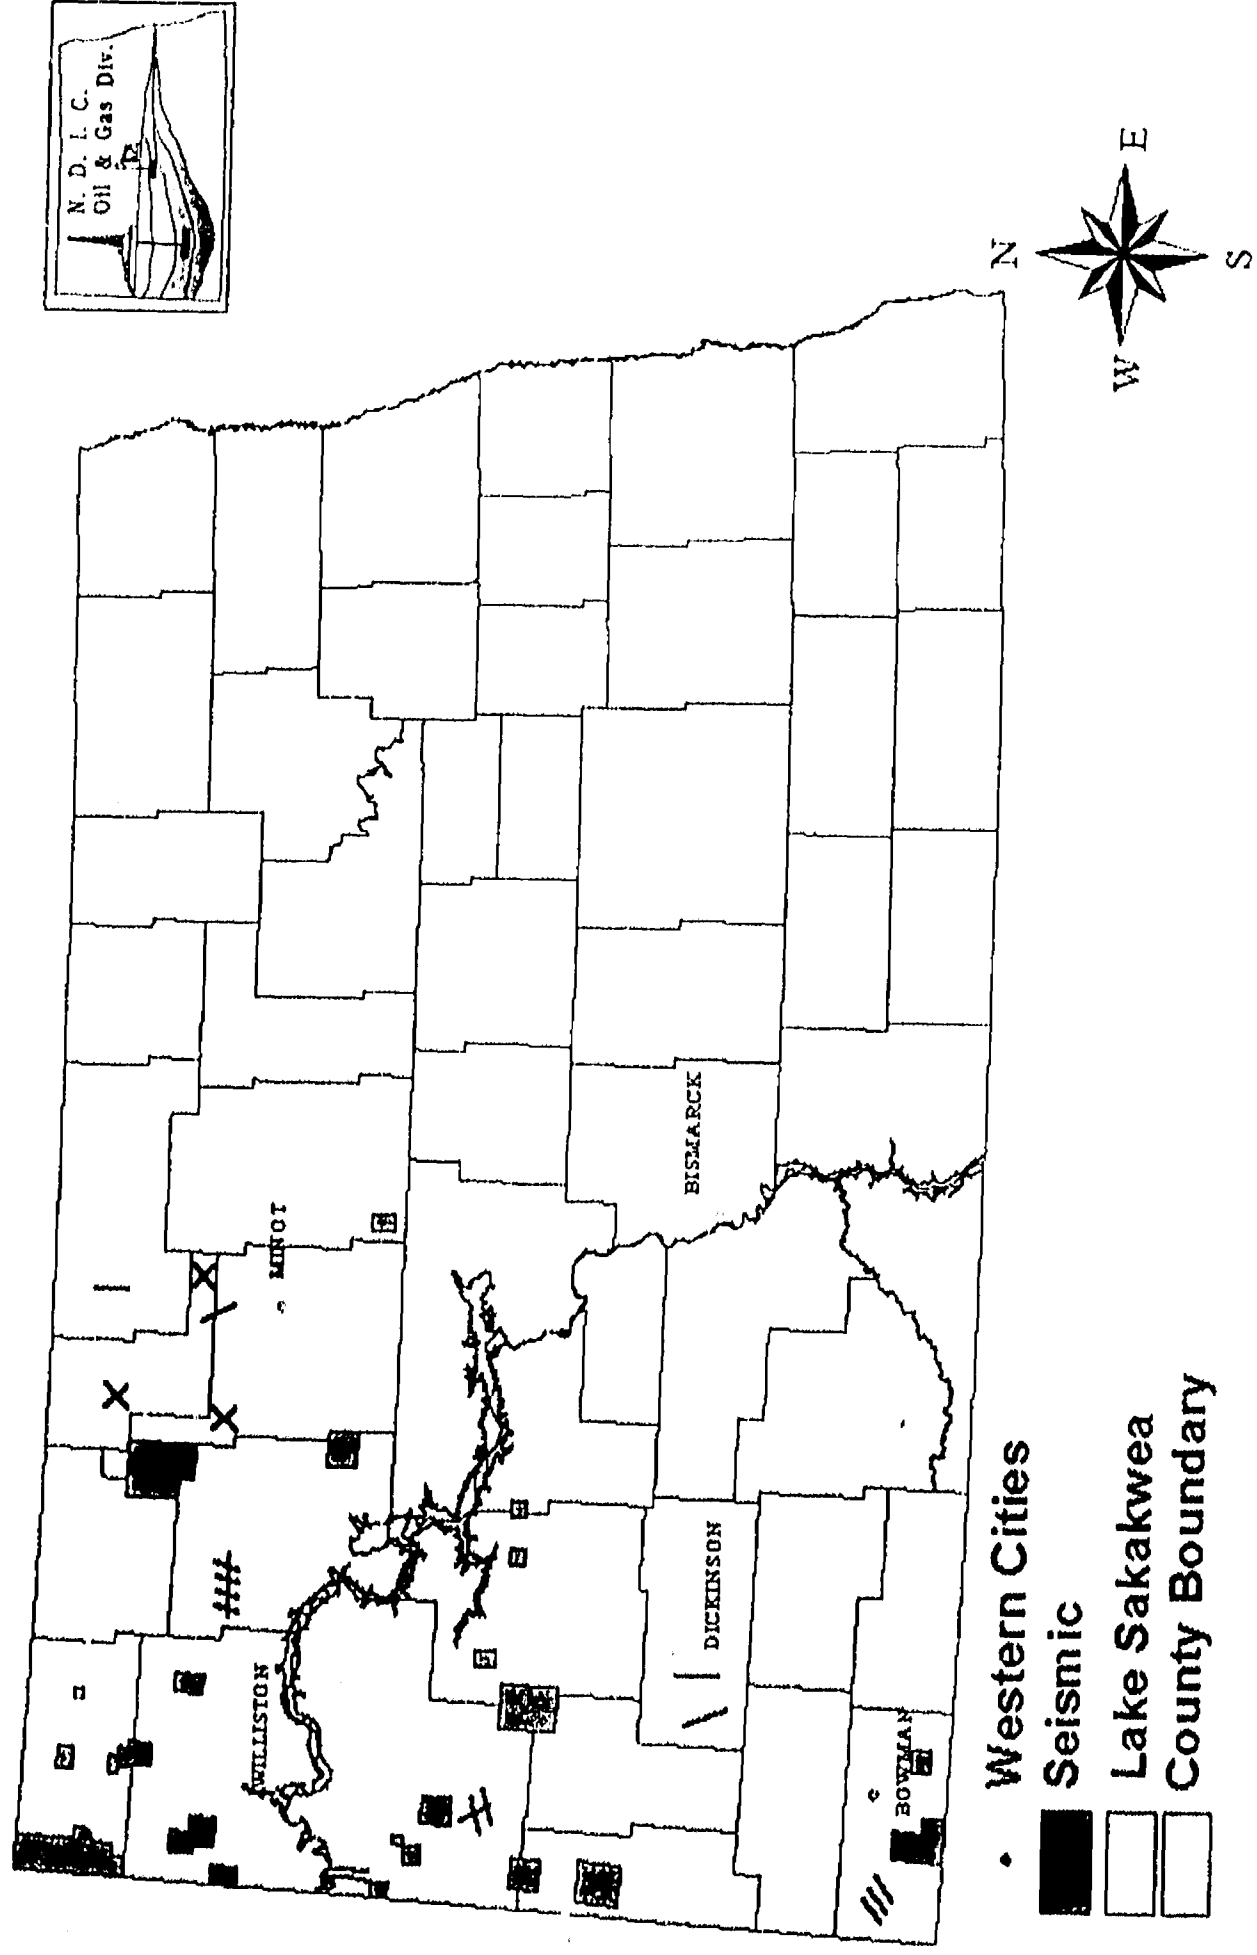 N. D. I. C.
Oil & Gas Div.
MINOT
WILLISTON
BISMARCK
DICKINSON
BOWMAN
N
W
E
S
Western Cities
Seismic
Lake Sakakwea
County Boundary